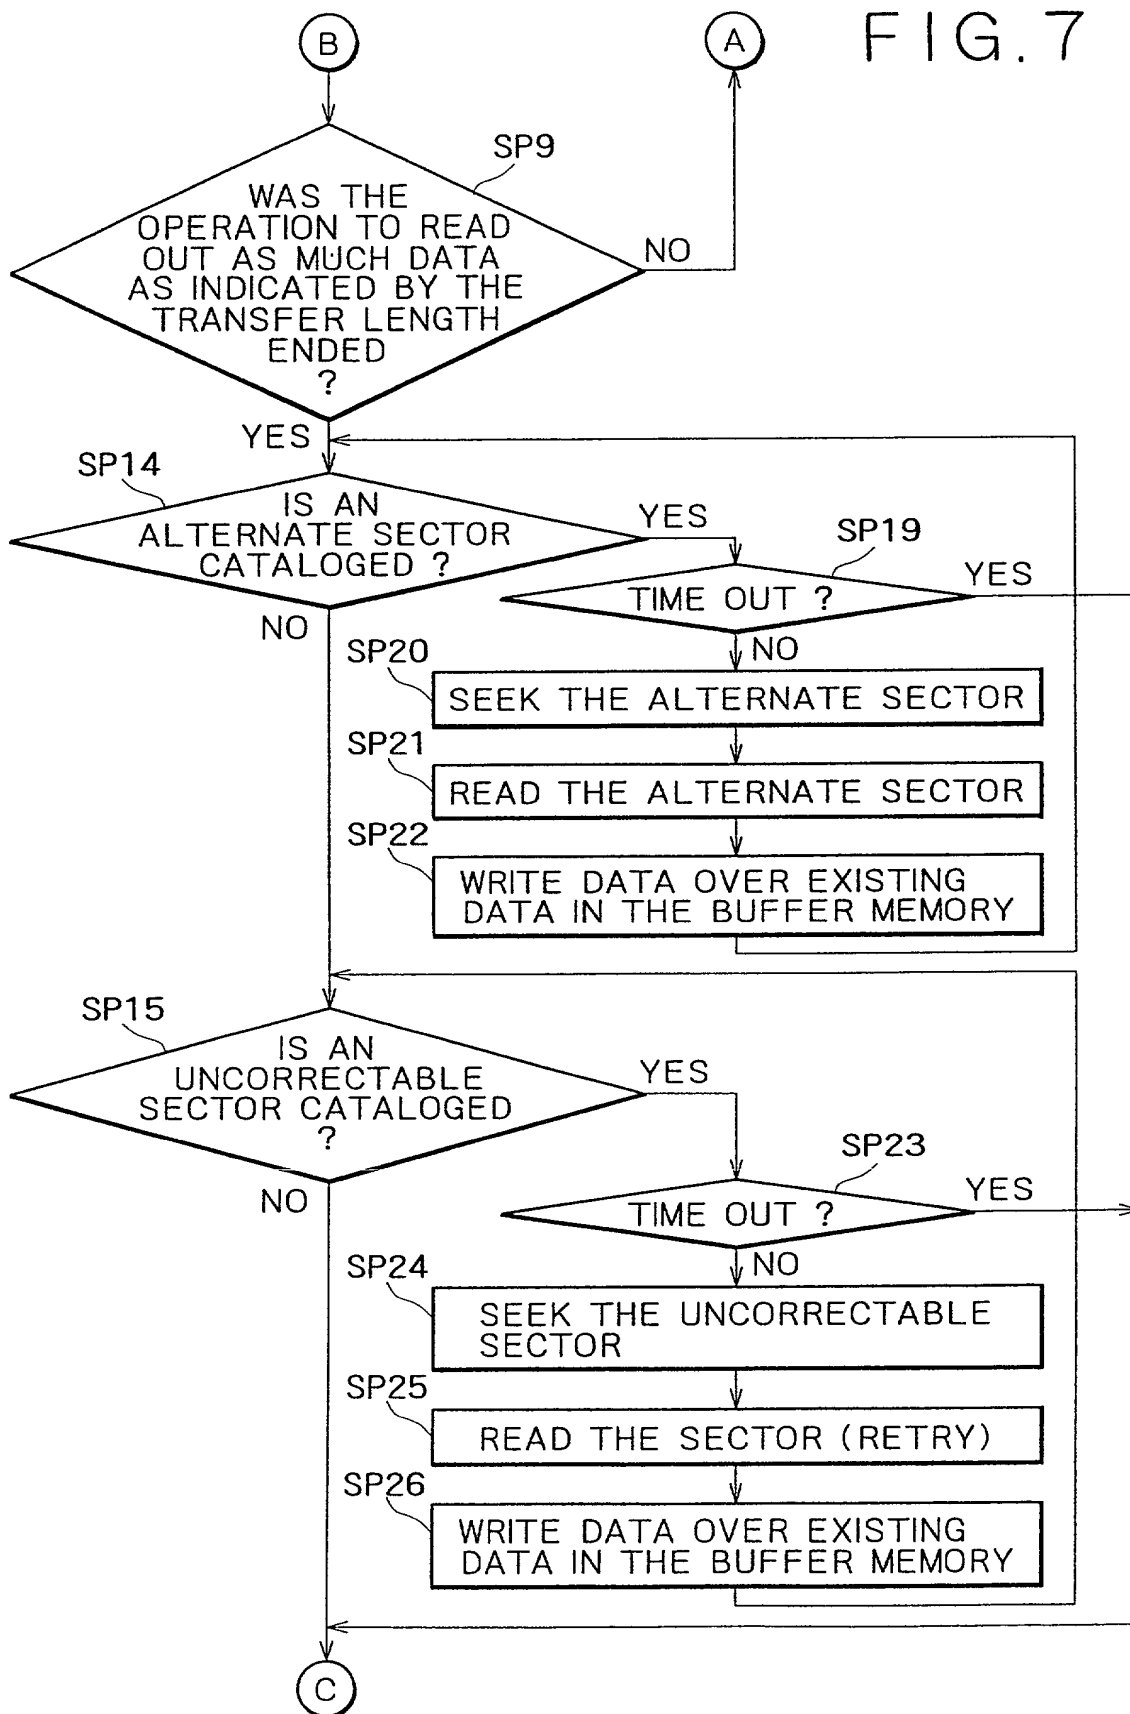 B
A
FIG. 7
SP9
WAS THE
OPERATION TO READ
OUT AS MUCH DATA
AS INDICATED BY THE
TRANSFER LENGTH
ENDED
?
NO
YES
SP14
IS AN
ALTERNATE SECTOR
CATALOGED ?
YES
NO
SP19
TIME OUT ?
YES
NO
SP20
SEEK THE ALTERNATE SECTOR
SP21
READ THE ALTERNATE SECTOR
SP22
WRITE DATA OVER EXISTING
DATA IN THE BUFFER MEMORY
SP15
IS AN
UNCORRECTABLE
SECTOR CATALOGED
?
YES
NO
SP23
TIME OUT ?
YES
NO
SP24
SEEK THE UNCORRECTABLE
SECTOR
SP25
READ THE SECTOR (RETRY)
SP26
WRITE DATA OVER EXISTING
DATA IN THE BUFFER MEMORY
C